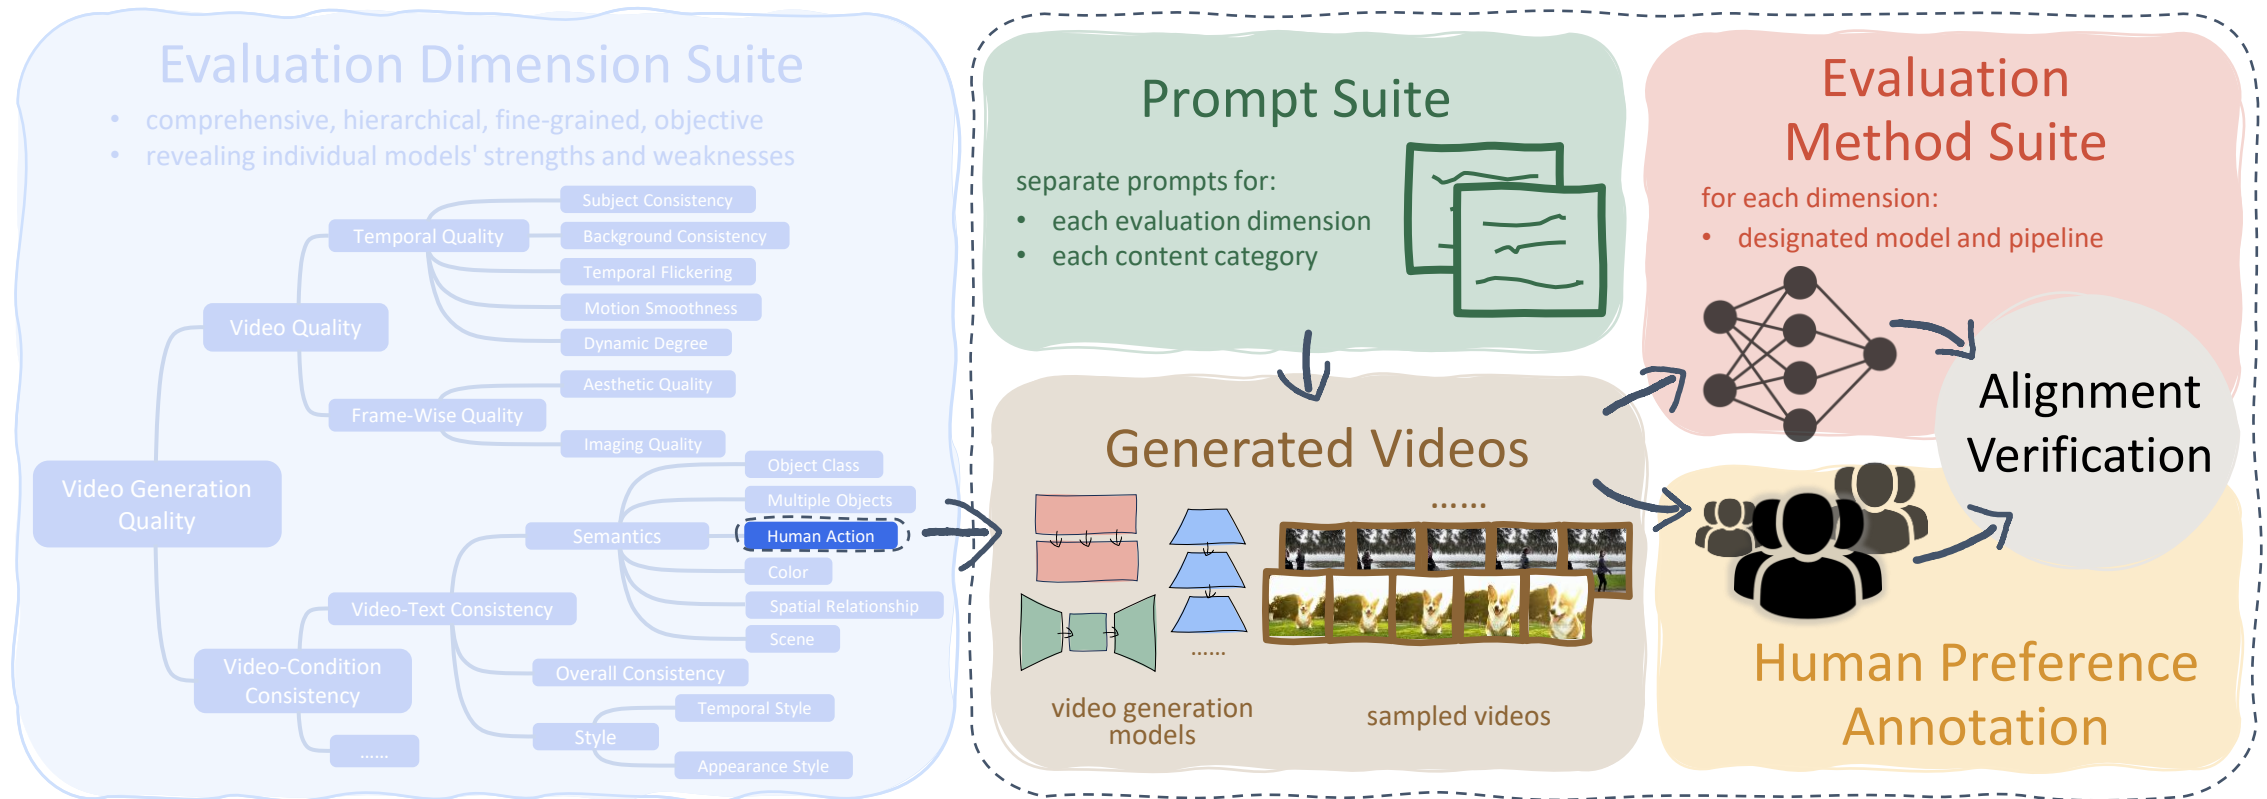 Evaluation Dimension Suite
• comprehensive, hierarchical, fine-grained, objective
• revealing individual models' strengths and weaknesses
Video Generation
Quality
Video Quality
Temporal Quality
Subject Consistency
Background Consistency
Temporal Flickering
Motion Smoothness
Dynamic Degree
Frame-Wise Quality
Aesthetic Quality
Imaging Quality
Video-Condition
Consistency
Video-Text Consistency
Semantics
Object Class
Multiple Objects
Human Action
Color
Spatial Relationship
Scene
Overall Consistency
Style
Temporal Style
Appearance Style
......
Prompt Suite
separate prompts for:
• each evaluation dimension
• each content category
Generated Videos
......
......
video generation
models
sampled videos
Evaluation
Method Suite
for each dimension:
• designated model and pipeline
Alignment
Verification
Human Preference
Annotation